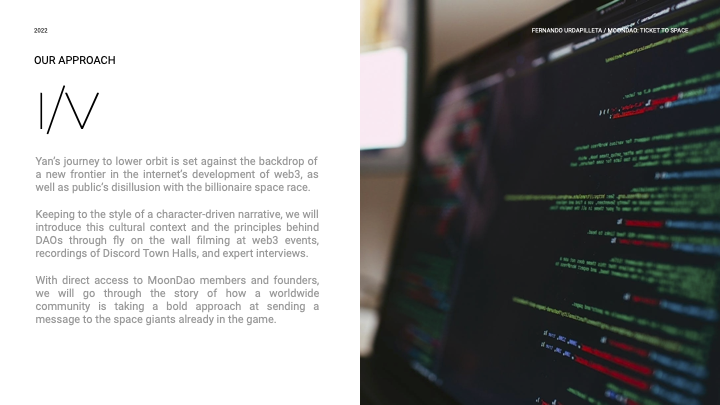 2022
FERNANDO URDAPILLETA / MOONDAO: TICKET TO SPACE
OUR APPROACH
I/V
Yan's journey to lower orbit is set against the backdrop of
a new frontier in the internet's development of web3, as
well as public's disillusion with the billionaire space race.
Keeping to the style of a character-driven narrative, we will
introduce this cultural context and the principles behind
DAOs through fly on the wall filming at web3 events,
recordings of Discord Town Halls, and expert interviews.
With direct access to MoonDao members and founders,
we will go through the story of how a worldwide
community is taking a bold approach at sending a
message to the space giants already in the game.